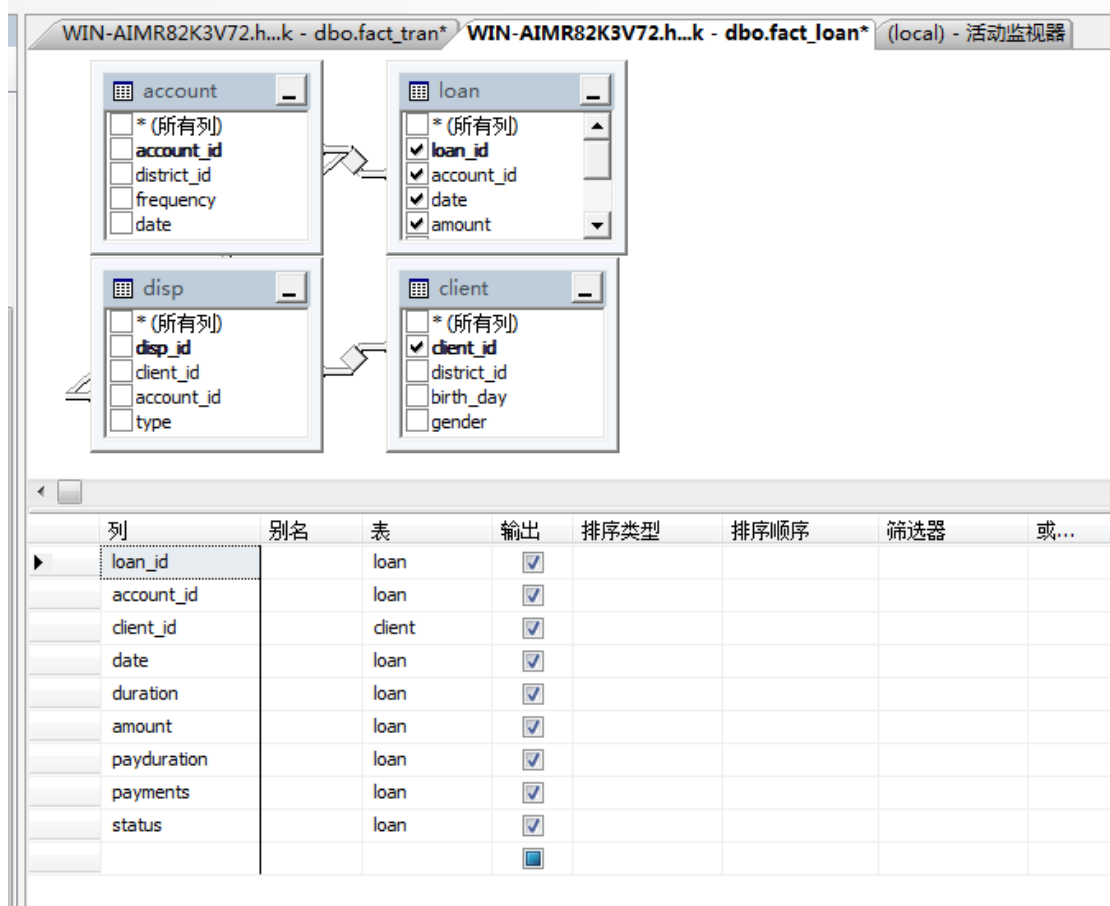 WIN-AIMR82K3V72.h...k - dbo.fact_tran* WIN-AIMR82K3V72.h...k - dbo.fact_loan* (local) - 活动监视器
account
* (所有列)
account_id
district_id
frequency
date
loan
* (所有列)
loan_id
account_id
date
amount
disp
* (所有列)
disp_id
client_id
account_id
type
client
* (所有列)
client_id
district_id
birth_day
gender
列 别名 表 输出 排序类型 排序顺序 筛选器 或...
loan_id loan
account_id loan
client_id client
date loan
duration loan
amount loan
payduration loan
payments loan
status loan